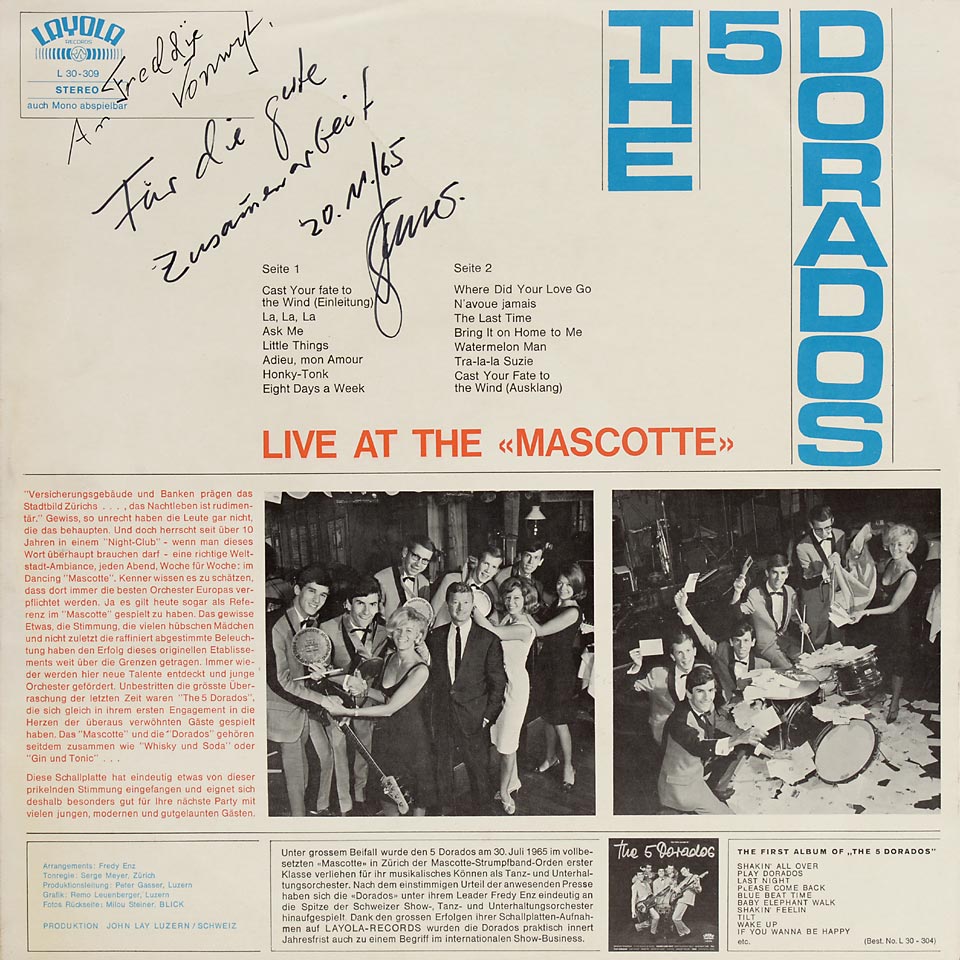 LAYOLA
RECORDS
L 30-309
STEREO
auch Mono abspielbar
An Freddie
Vonwyl.
Für die gute
Zusammenarbeit
20. 11./65
THE 5 DORADOS
Seite 1
Cast Your fate to
the Wind (Einleitung)
La, La, La
Ask Me
Little Things
Adieu, mon Amour
Honky-Tonk
Eight Days a Week
Seite 2
Where Did Your Love Go
N'avoue jamais
The Last Time
Bring It on Home to Me
Watermelon Man
Tra-la-la Suzie
Cast Your Fate to
the Wind (Ausklang)
LIVE AT THE «MASCOTTE»
"Versicherungsgebäude und Banken prägen das
Stadtbild Zürichs . . . . , das Nachtleben ist rudimen-
tär." Gewiss, so unrecht haben die Leute gar nicht,
die das behaupten. Und doch herrscht seit über 10
Jahren in einem "Night-Club" - wenn man dieses
Wort überhaupt brauchen darf - eine richtige Welt-
stadt-Ambiance, jeden Abend, Woche für Woche: im
Dancing "Mascotte". Kenner wissen es zu schätzen,
dass dort immer die besten Orchester Europas ver-
pflichtet werden. Ja es gilt heute sogar als Refe-
renz im "Mascotte" gespielt zu haben. Das gewisse
Etwas, die Stimmung, die vielen hübschen Mädchen
und nicht zuletzt die raffiniert abgestimmte Beleuch-
tung haben den Erfolg dieses originellen Etablisse-
ments weit über die Grenzen getragen. Immer wie-
der werden hier neue Talente entdeckt und junge
Orchester gefördert. Unbestritten die grösste Über-
raschung der letzten Zeit waren "The 5 Dorados",
die sich gleich in ihrem ersten Engagement in die
Herzen der überaus verwöhnten Gäste gespielt
haben. Das "Mascotte" und die "Dorados" gehören
seitdem zusammen wie "Whisky und Soda" oder
"Gin und Tonic" . . .
Diese Schallplatte hat eindeutig etwas von dieser
prikelnden Stimmung eingefangen und eignet sich
deshalb besonders gut für Ihre nächste Party mit
vielen jungen, modernen und gutgelaunten Gästen.
Arrangements: Fredy Enz
Tonregie: Serge Meyer, Zürich
Produktionsleitung: Peter Gasser, Luzern
Grafik: Remo Leuenberger, Luzern
Fotos Rückseite: Milou Steiner, BLICK
PRODUKTION JOHN LAY LUZERN / SCHWEIZ
Unter grossem Beifall wurde den 5 Dorados am 30. Juli 1965 im vollbe-
setzten «Mascotte» in Zürich der Mascotte-Strumpfband-Orden erster
Klasse verliehen für ihr musikalisches Können als Tanz- und Unterhal-
tungsorchester. Nach dem einstimmigen Urteil der anwesenden Presse
haben sich die «Dorados» unter ihrem Leader Fredy Enz eindeutig an
die Spitze der Schweizer Show-, Tanz- und Unterhaltungsorchester
hinaufgespielt. Dank den grossen Erfolgen ihrer Schallplatten-Aufnah-
men auf LAYOLA-RECORDS wurden die Dorados praktisch innert
Jahresfrist auch zu einem Begriff im internationalen Show-Business.
the 5 Dorados
THE FIRST ALBUM OF „THE 5 DORADOS"
SHAKIN' ALL OVER
PLAY DORADOS
LAST NIGHT
PLEASE COME BACK
BLUE BEAT TIME
BABY ELEPHANT WALK
SHAKIN' FEELIN
TILT
WAKE UP
IF YOU WANNA BE HAPPY
etc.
(Best. No. L 30 - 304)